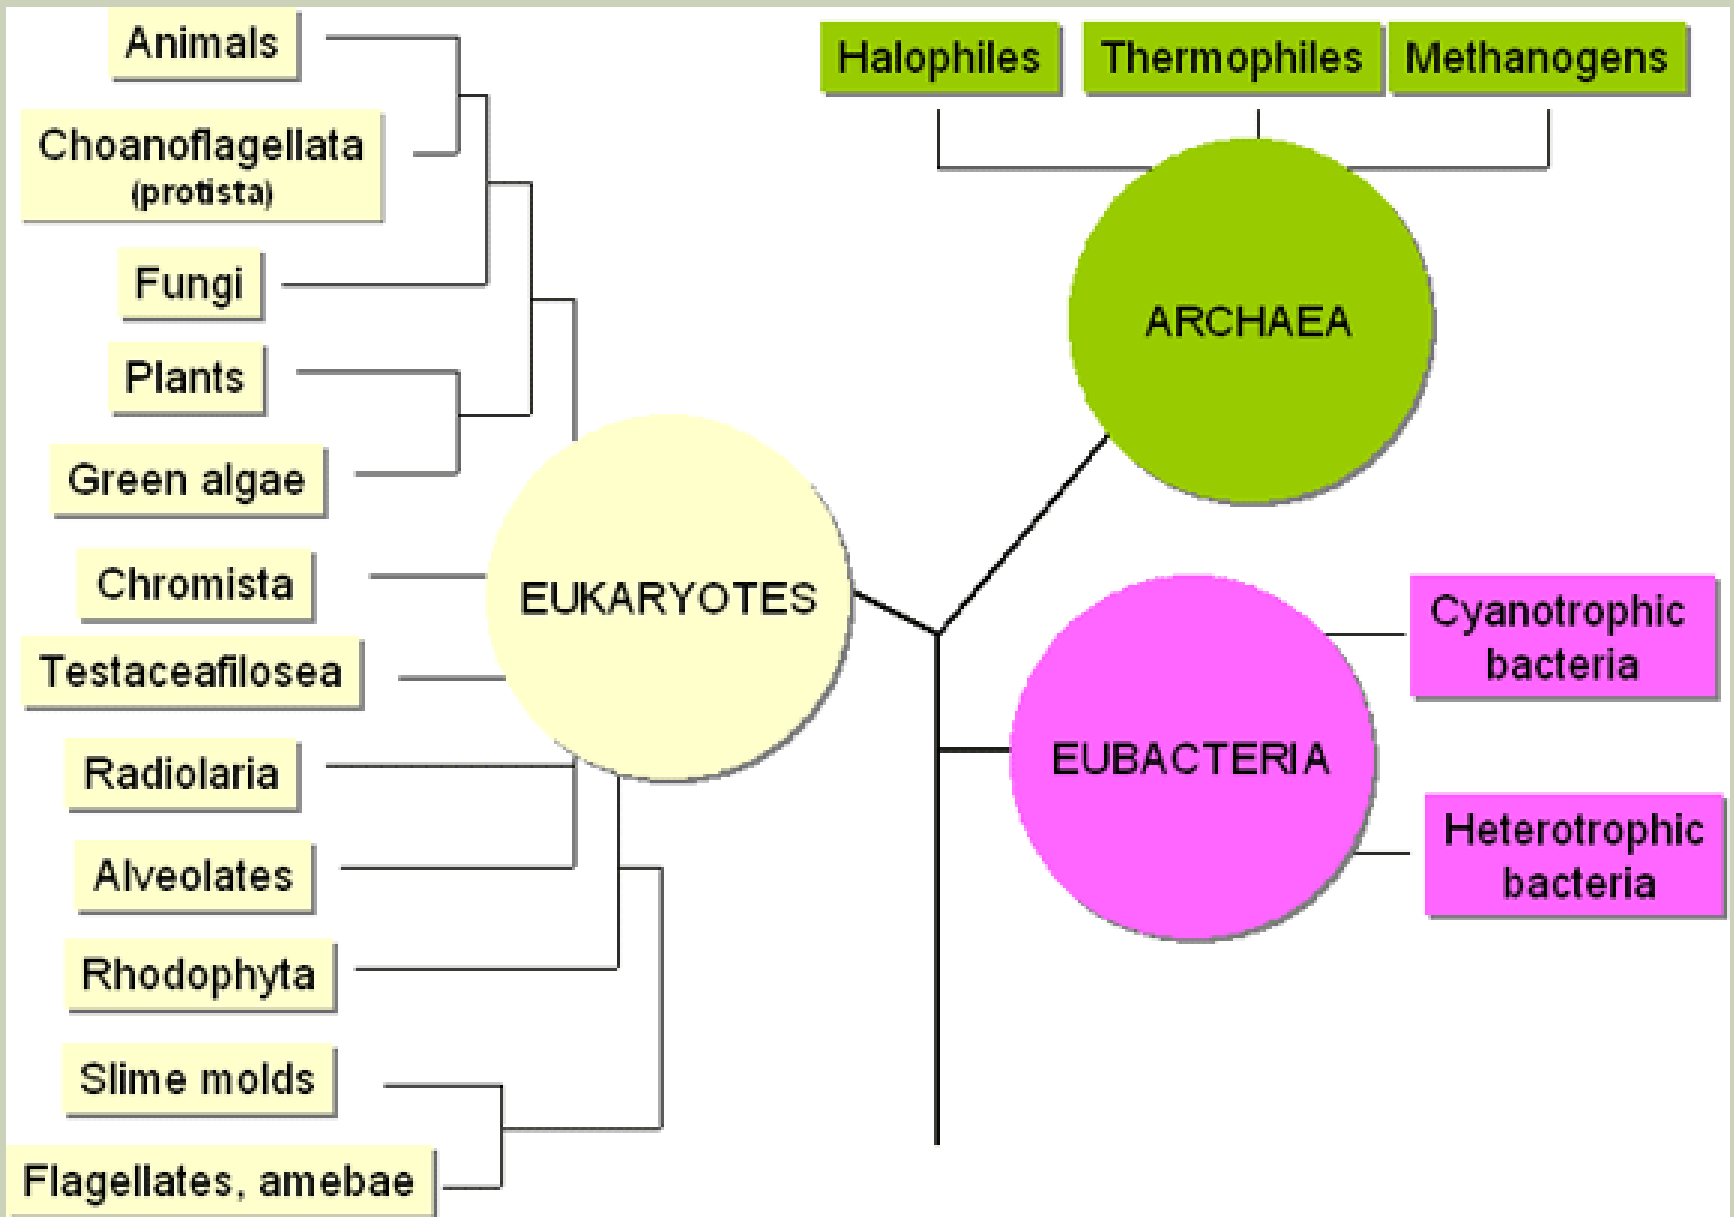 Animals
Choanoflagellata
(protista)
Fungi
Plants
Green algae
Chromista
Testaceafilosea
Radiolaria
Alveolates
Rhodophyta
Slime molds
Flagellates, amebae
EUKARYOTES
Halophiles
Thermophiles
Methanogens
ARCHAEA
EUBACTERIA
Cyanotrophic
bacteria
Heterotrophic
bacteria